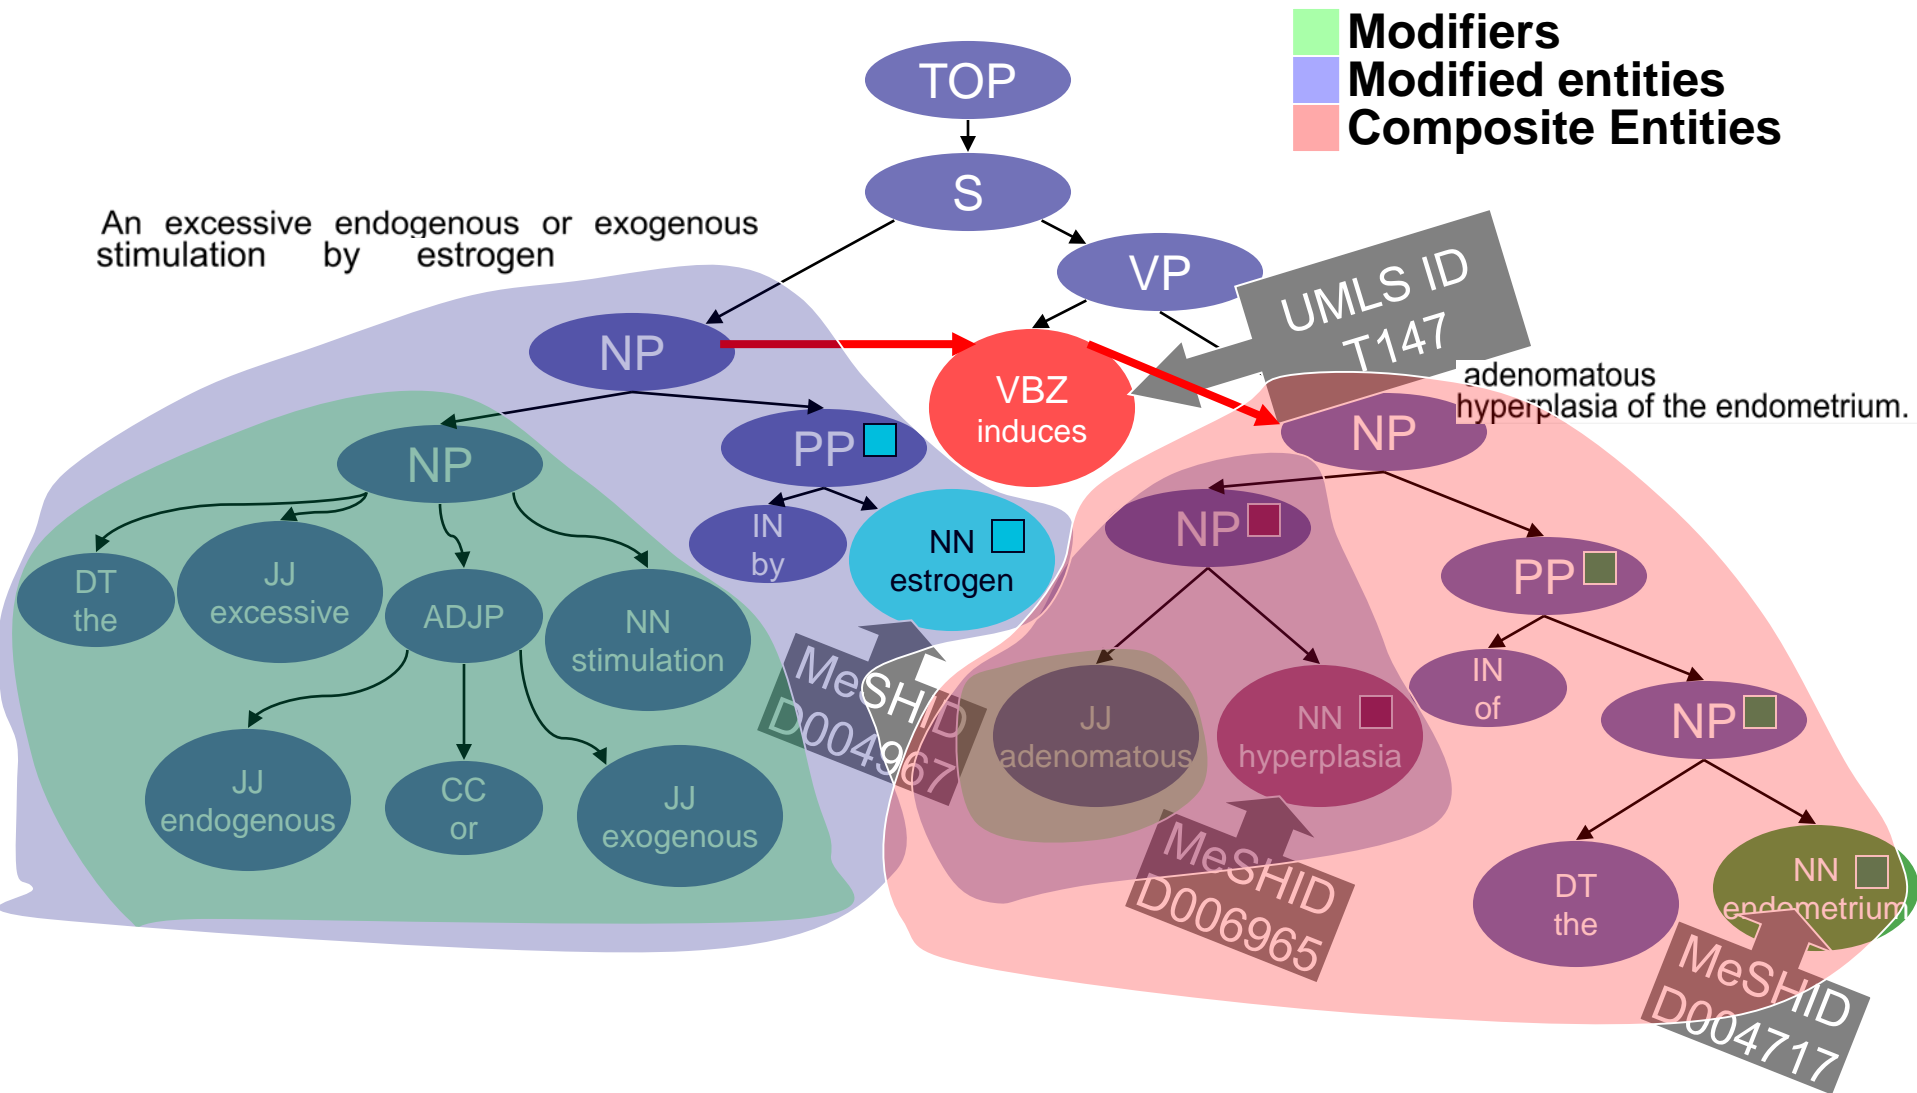 Modifiers
Modified entities
Composite Entities
TOP
S
An excessive endogenous or exogenous
stimulation by estrogen
VP
UMLS ID
T147
NP
VBZ
induces
adenomatous
hyperplasia of the endometrium.
NP
NP
PP
IN
by
NN
estrogen
NP
PP
DT
the
JJ
excessive
ADJP
NN
stimulation
MeSHID
D004967
JJ
adenomatous
NN
hyperplasia
IN
of
NP
JJ
endogenous
CC
or
JJ
exogenous
MeSHID
D006965
DT
the
NN
endometrium
MeSHID
D004717